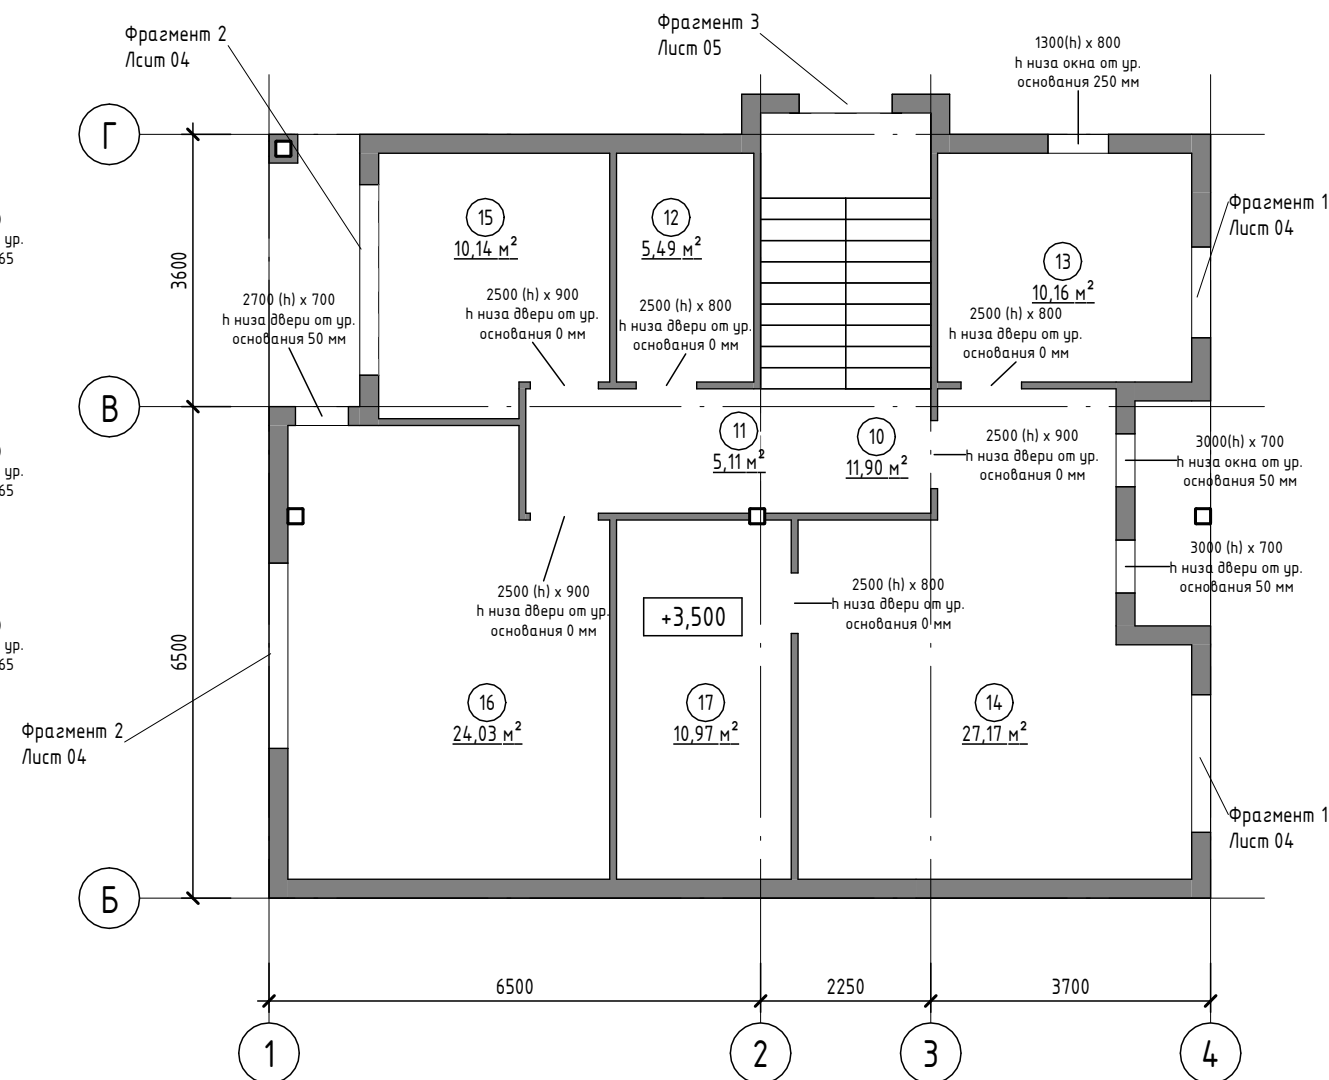 Фрагмент 2
Лсит 04
Фрагмент 3
Лист 05
1300(h) x 800
h низа окна от ур.
основания 250 мм
Г
ур.
65
15
10,14 м²
12
5,49 м²
13
10,16 м²
Фрагмент 1
Лист 04
3600
2700 (h) x 700
h низа двери от ур.
основания 50 мм
2500 (h) x 900
h низа двери от ур.
основания 0 мм
2500 (h) x 800
h низа двери от ур.
основания 0 мм
2500 (h) x 800
h низа двери от ур.
основания 0 мм
В
11
5,11 м²
10
11,90 м²
2500 (h) x 900
h низа двери от ур.
основания 0 мм
3000(h) x 700
h низа окна от ур.
основания 50 мм
ур.
65
3000 (h) x 700
h низа двери от ур.
основания 50 мм
2500 (h) x 900
h низа двери от ур.
основания 0 мм
+3,500
2500 (h) x 800
h низа двери от ур.
основания 0 мм
ур.
65
6500
16
24,03 м²
17
10,97 м²
14
27,17 м²
Фрагмент 2
Лист 04
Фрагмент 1
Лист 04
Б
6500
2250
3700
1
2
3
4